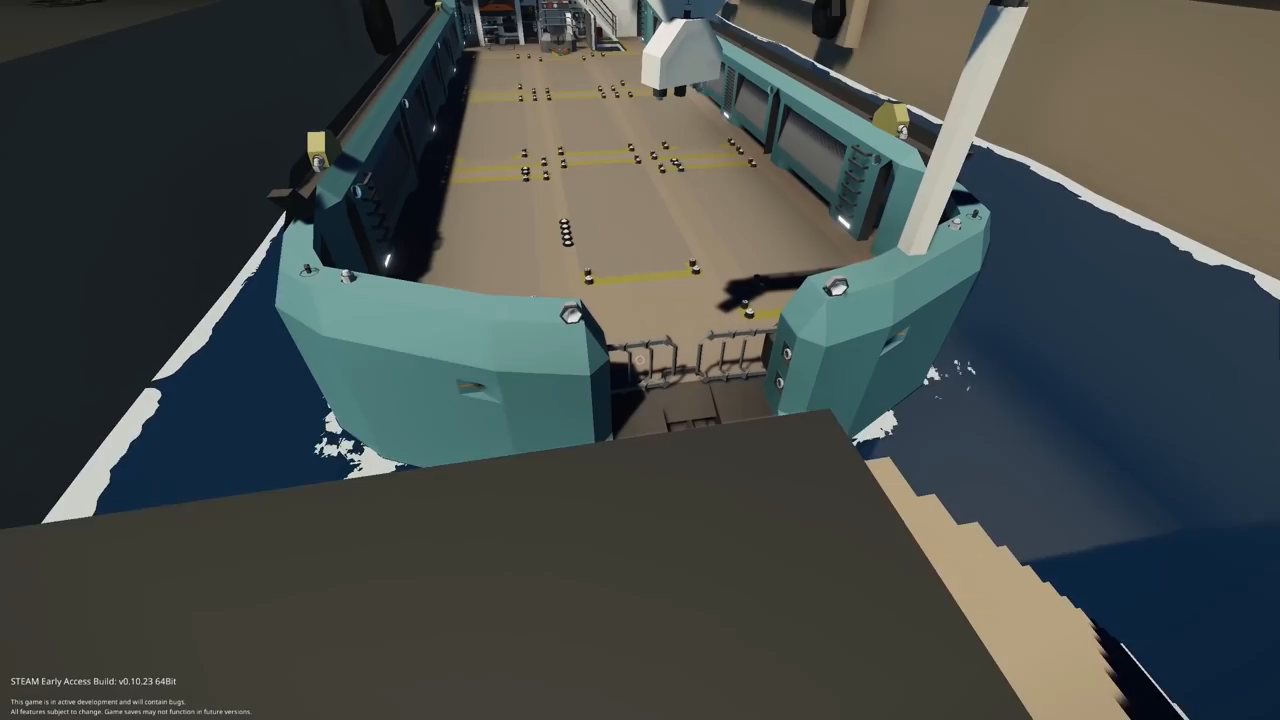 STEAM Early Access Build: v0.10.23 64Bit
This game is in active development and will contain bugs.
All features subject to change. Game saves may not function in future versions.